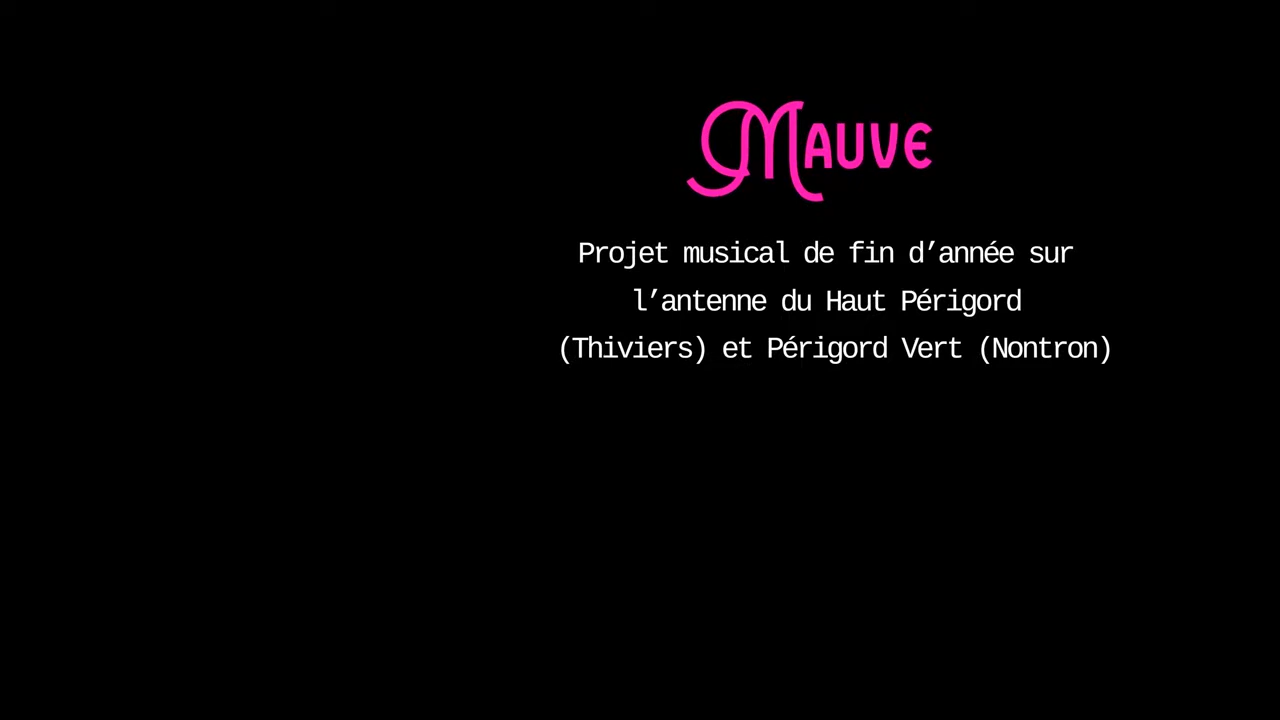 Mauve
Projet musical de fin d’année sur
l’antenne du Haut Périgord
(Thiviers) et Périgord Vert (Nontron)